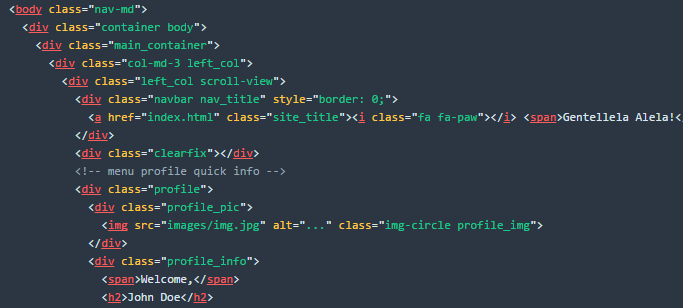 <body class="nav-md">
<div class="container body">
<div class="main_container">
<div class="col-md-3 left_col">
<div class="left_col scroll-view">
<div class="navbar nav_title" style="border: 0;">
<a href="index.html" class="site_title"><i class="fa fa-paw"></i> <span>Gentellela Alela!<
</div>
<div class="clearfix"></div>
<!-- menu profile quick info -->
<div class="profile">
<div class="profile_pic">
<img src="images/img.jpg" alt="..." class="img-circle profile_img">
</div>
<div class="profile_info">
<span>Welcome,</span>
<h2>John Doe</h2>